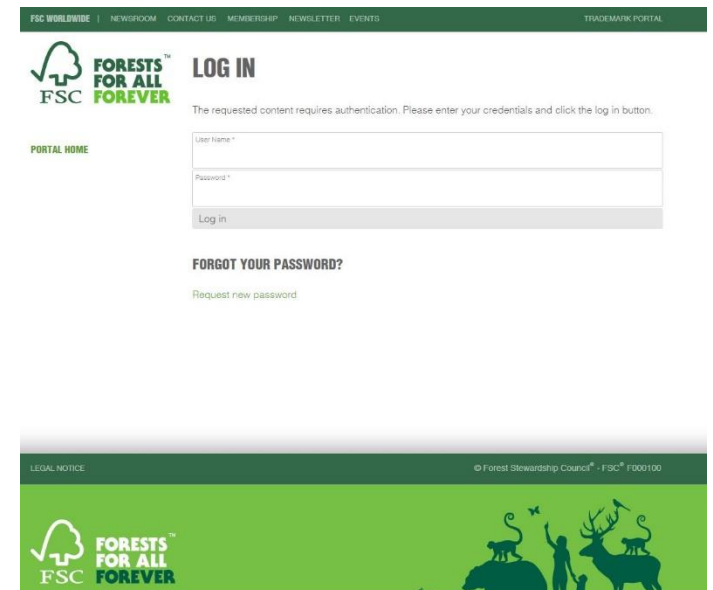 FSC WORLDWIDE | NEWSROOM CONTACT US MEMBERSHIP NEWSLETTER EVENTS TRADEMARK PORTAL
FORESTS™
FOR ALL
FSC FOREVER
LOG IN
The requested content requires authentication. Please enter your credentials and click the log in button.
PORTAL HOME
User Name *
Password *
Log in
FORGOT YOUR PASSWORD?
Request new password
LEGAL NOTICE © Forest Stewardship Council® - FSC® F000100
FORESTS™
FOR ALL
FSC FOREVER